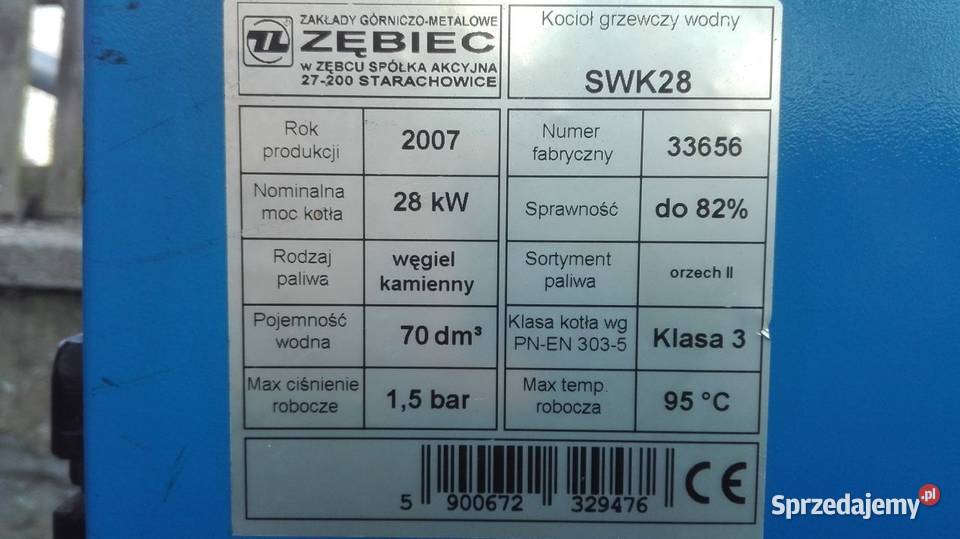 ZAKŁADY GÓRNICZO-METALOWE
ZĘBIEC
w ZĘBCU SPÓŁKA AKCYJNA
27-200 STARACHOWICE
Kocioł grzewczy wodny
SWK28
Rok produkcji
2007
Numer fabryczny
33656
Nominalna moc kotła
28 kW
Sprawność
do 82%
Rodzaj paliwa
węgiel kamienny
Sortyment paliwa
orzech II
Pojemność wodna
70 dm³
Klasa kotła wg PN-EN 303-5
Klasa 3
Max ciśnienie robocze
1,5 bar
Max temp. robocza
95 °C
5 900672 329476
CE
Sprzedajemy.pl